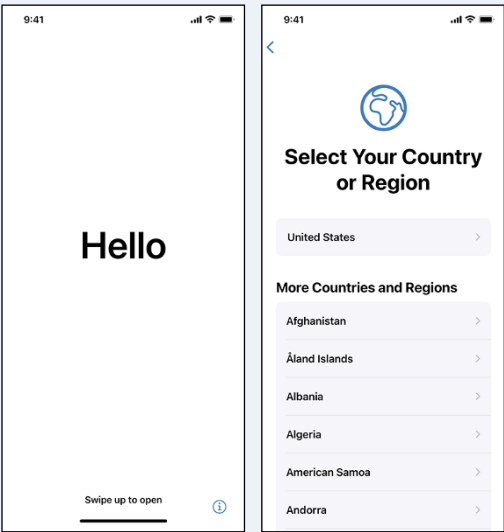 9:41
Hello
Swipe up to open
9:41
Select Your Country
or Region
United States
More Countries and Regions
Afghanistan
Åland Islands
Albania
Algeria
American Samoa
Andorra